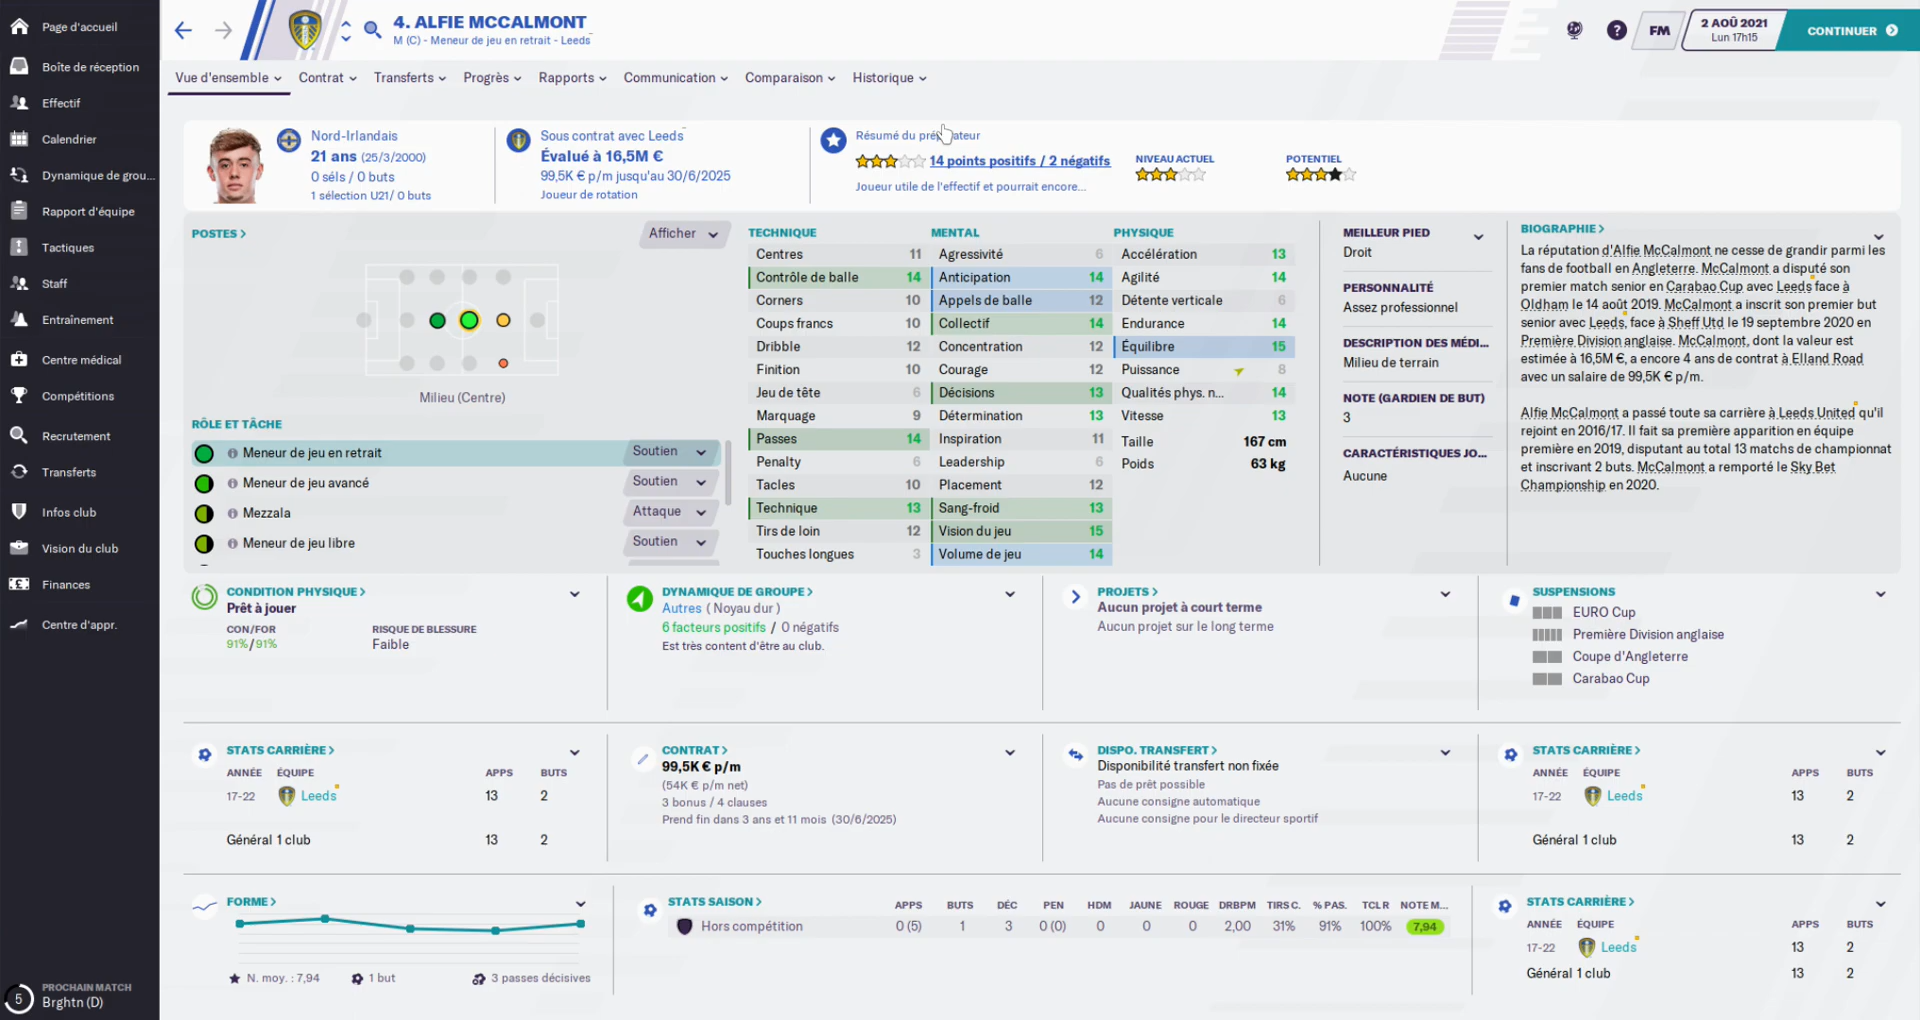 Page d'accueil
Boîte de réception
Effectif
Calendrier
Dynamique de grou...
Rapport d'équipe
Tactiques
Staff
Entraînement
Centre médical
Compétitions
Recrutement
Transferts
Infos club
Vision du club
Finances
Centre d'appr.
5
PROCHAIN MATCH
Brghtn (D)
4. ALFIE MCCALMONT
M (C) - Meneur de jeu en retrait - Leeds
?
FM
2 AOÛ 2021
Lun 17h15
CONTINUER
Vue d'ensemble Contrat Transferts Progrès Rapports Communication Comparaison Historique
Nord-Irlandais
21 ans (25/3/2000)
0 séls / 0 buts
1 sélection U21/ 0 buts
Sous contrat avec Leeds
Évalué à 16,5M €
99,5K € p/m jusqu'au 30/6/2025
Joueur de rotation
Résumé du préparateur
14 points positifs / 2 négatifs
Joueur utile de l'effectif et pourrait encore...
NIVEAU ACTUEL
POTENTIEL
POSTES >
Afficher
Milieu (Centre)
RÔLE ET TÂCHE
Meneur de jeu en retrait Soutien
Meneur de jeu avancé Soutien
Mezzala Attaque
Meneur de jeu libre Soutien
TECHNIQUE
Centres 11
Contrôle de balle 14
Corners 10
Coups francs 10
Dribble 12
Finition 10
Jeu de tête 6
Marquage 9
Passes 14
Penalty 6
Tacles 10
Technique 13
Tirs de loin 12
Touches longues 3
MENTAL
Agressivité 6
Anticipation 14
Appels de balle 12
Collectif 14
Concentration 12
Courage 12
Décisions 13
Détermination 13
Inspiration 11
Leadership 6
Placement 12
Sang-froid 13
Vision du jeu 15
Volume de jeu 14
PHYSIQUE
Accélération 13
Agilité 14
Détente verticale 6
Endurance 14
Équilibre 15
Puissance 8
Qualités phys. n... 14
Vitesse 13
Taille 167 cm
Poids 63 kg
MEILLEUR PIED
Droit
PERSONNALITÉ
Assez professionnel
DESCRIPTION DES MÉDI...
Milieu de terrain
NOTE (GARDIEN DE BUT)
3
CARACTÉRISTIQUES JO...
Aucune
BIOGRAPHIE >
La réputation d'Alfie McCalmont ne cesse de grandir parmi les
fans de football en Angleterre. McCalmont a disputé son
premier match senior en Carabao Cup avec Leeds face à
Oldham le 14 août 2019. McCalmont a inscrit son premier but
senior avec Leeds, face à Sheff Utd le 19 septembre 2020 en
Première Division anglaise. McCalmont, dont la valeur est
estimée à 16,5M €, a encore 4 ans de contrat à Elland Road
avec un salaire de 99,5K € p/m.
Alfie McCalmont a passé toute sa carrière à Leeds United qu'il
rejoint en 2016/17. Il fait sa première apparition en équipe
première en 2019, disputant au total 13 matchs de championnat
et inscrivant 2 buts. McCalmont a remporté le Sky Bet
Championship en 2020.
CONDITION PHYSIQUE >
Prêt à jouer
CON/FOR RISQUE DE BLESSURE
91%/91% Faible
DYNAMIQUE DE GROUPE >
Autres ( Noyau dur )
6 facteurs positifs / 0 négatifs
Est très content d'être au club.
PROJETS >
Aucun projet à court terme
Aucun projet sur le long terme
SUSPENSIONS
EURO Cup
Première Division anglaise
Coupe d'Angleterre
Carabao Cup
STATS CARRIÈRE >
ANNÉE ÉQUIPE APPS BUTS
17-22 Leeds 13 2
Général 1 club 13 2
CONTRAT >
99,5K € p/m
(54K € p/m net)
3 bonus / 4 clauses
Prend fin dans 3 ans et 11 mois (30/6/2025)
DISPO. TRANSFERT >
Disponibilité transfert non fixée
Pas de prêt possible
Aucune consigne automatique
Aucune consigne pour le directeur sportif
STATS CARRIÈRE >
ANNÉE ÉQUIPE APPS BUTS
17-22 Leeds 13 2
Général 1 club 13 2
FORME >
N. moy. : 7,94 1 but 3 passes décisives
STATS SAISON > APPS BUTS DÉC PEN HDM JAUNE ROUGE DRBPM TIRS C. % PAS. TCL R NOTE M...
Hors compétition 0 (5) 1 3 0 (0) 0 0 0 2,00 31% 91% 100% 7,94
STATS CARRIÈRE >
ANNÉE ÉQUIPE APPS BUTS
17-22 Leeds 13 2
Général 1 club 13 2